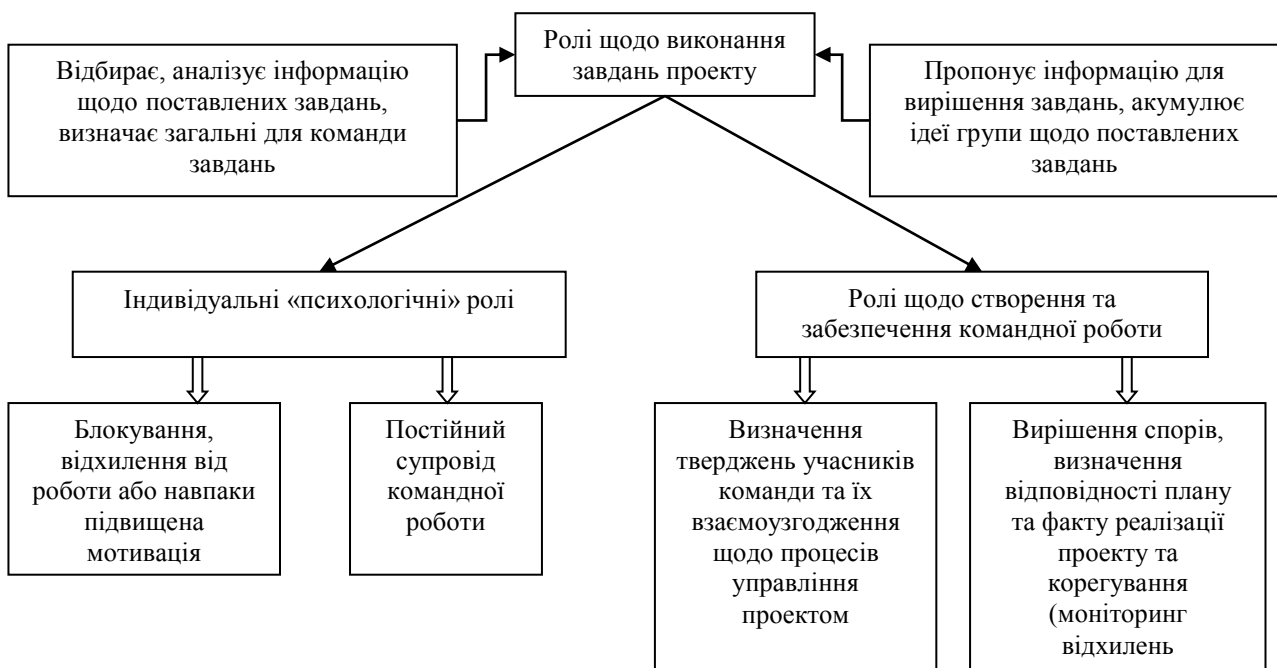 Ролі щодо виконання
завдань проекту
Відбирає, аналізує інформацію
щодо поставлених завдань,
визначає загальні для команди
завдань
Пропонує інформацію для
вирішення завдань, акумулює
ідеї групи щодо поставлених
завдань
Індивідуальні «психологічні» ролі
Ролі щодо створення та
забезпечення командної роботи
Блокування,
відхилення від
роботи або навпаки
підвищена
мотивація
Постійний
супровід
командної
роботи
Визначення
тверджень учасників
команди та їх
взаємоузгодження
щодо процесів
управління
проектом
Вирішення спорів,
визначення
відповідності плану
та факту реалізації
проекту та
корегування
(моніторинг
відхилень